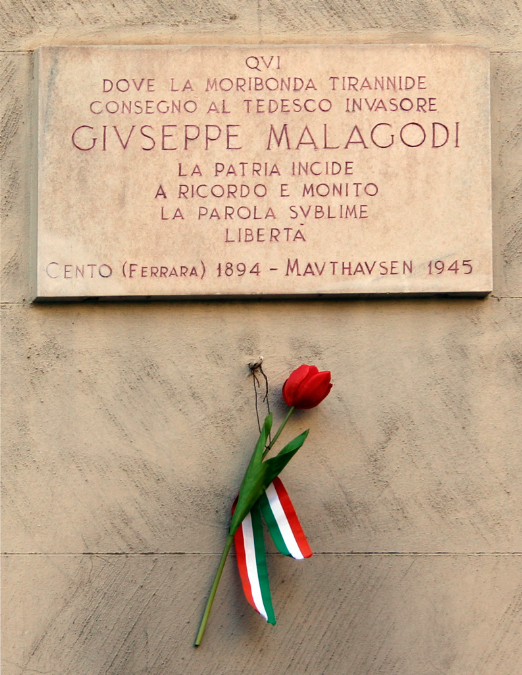 QVI
DOVE LA MORIBONDA TIRANNIDE
CONSEGNO AL TEDESCO INVASORE
GIVSEPPE MALAGODI
LA PATRIA INCIDE
A RICORDO E MONITO
LA PAROLA SVBLIME
LIBERTÀ
CENTO (FERRARA) 1894 - MAVTHAVSEN 1945